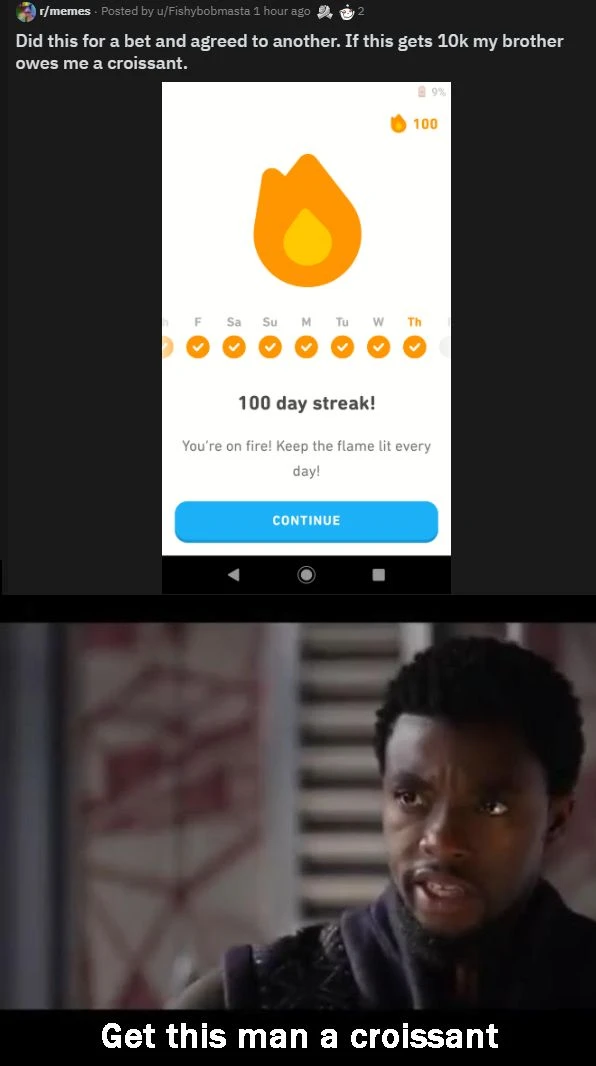 r/memes · Posted by u/Fishybobmasta 1 hour ago 2
Did this for a bet and agreed to another. If this gets 10k my brother
owes me a croissant.
9%
100
h F Sa Su M Tu W Th
100 day streak!
You're on fire! Keep the flame lit every
day!
CONTINUE
Get this man a croissant